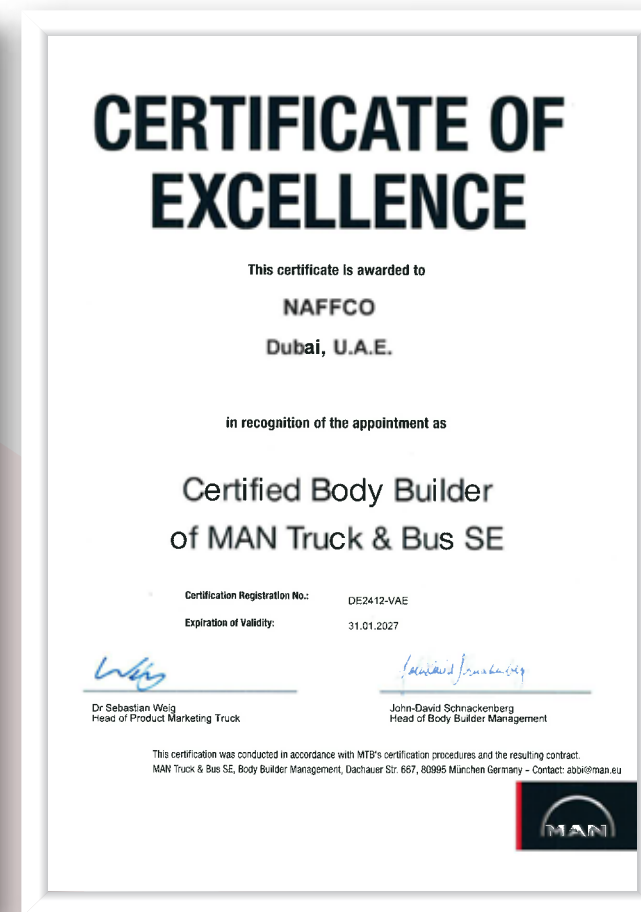 CERTIFICATE OF
EXCELLENCE
This certificate is awarded to
NAFFCO
Dubai, U.A.E.
in recognition of the appointment as
Certified Body Builder
of MAN Truck & Bus SE
Certification Registration No.: DE2412-VAE
Expiration of Validity: 31.01.2027
Dr Sebastian Weig John-David Schnackenberg
Head of Product Marketing Truck Head of Body Builder Management
This certification was conducted in accordance with MTB's certification procedures and the resulting contract.
MAN Truck & Bus SE, Body Builder Management, Dachauer Str. 667, 80995 München Germany – Contact: abbi@man.eu
MAN